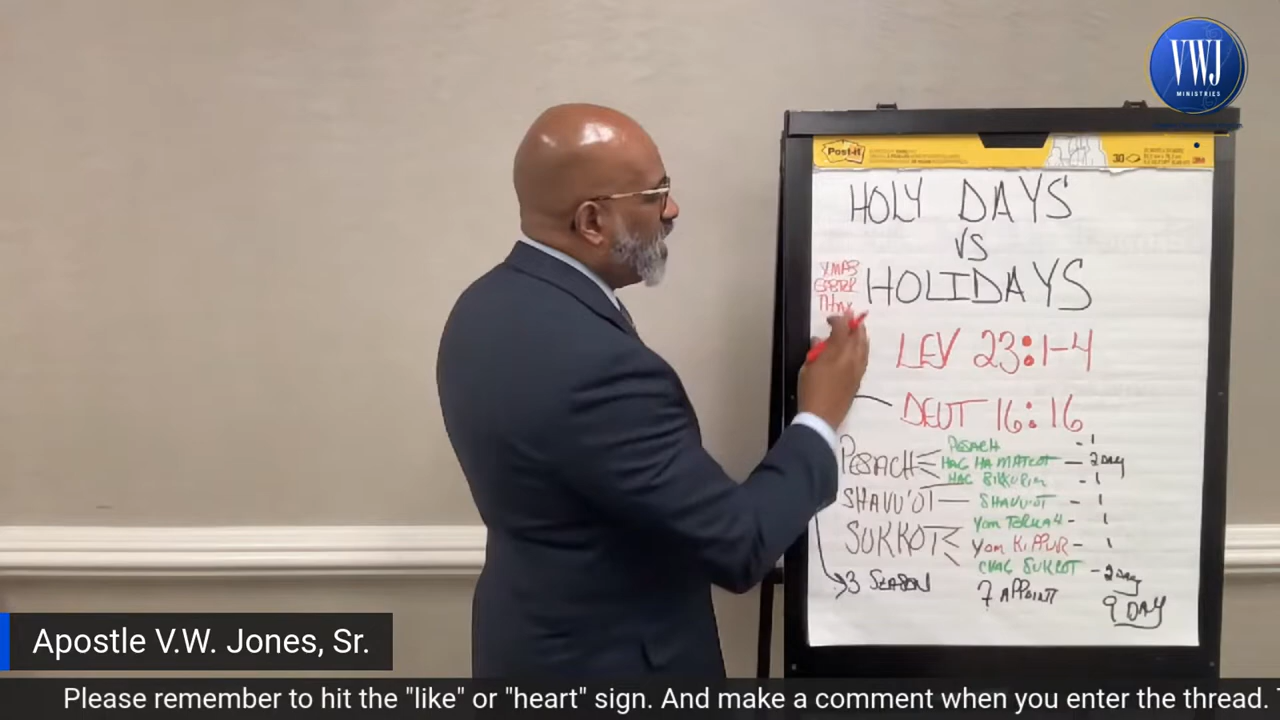 VWJ
MINISTRIES
Post-it
30
3M
HOLY DAYS
VS
HOLIDAYS
XMAS
LEV 23:1-4
DEUT 16:16
PESACH
PESACH - 1
HAG HA MATZOT - 2 DAY
HAG BIKKURIM - 1
SHAVU'OT - SHAVU'OT - 1
SUKKOT
YOM TERUAH - 1
YOM KIPPUR - 1
CHAG SUKKOT - 2 DAY
3 SEASON
7 APPOINT
9 DAY
Apostle V.W. Jones, Sr.
Please remember to hit the "like" or "heart" sign. And make a comment when you enter the thread.